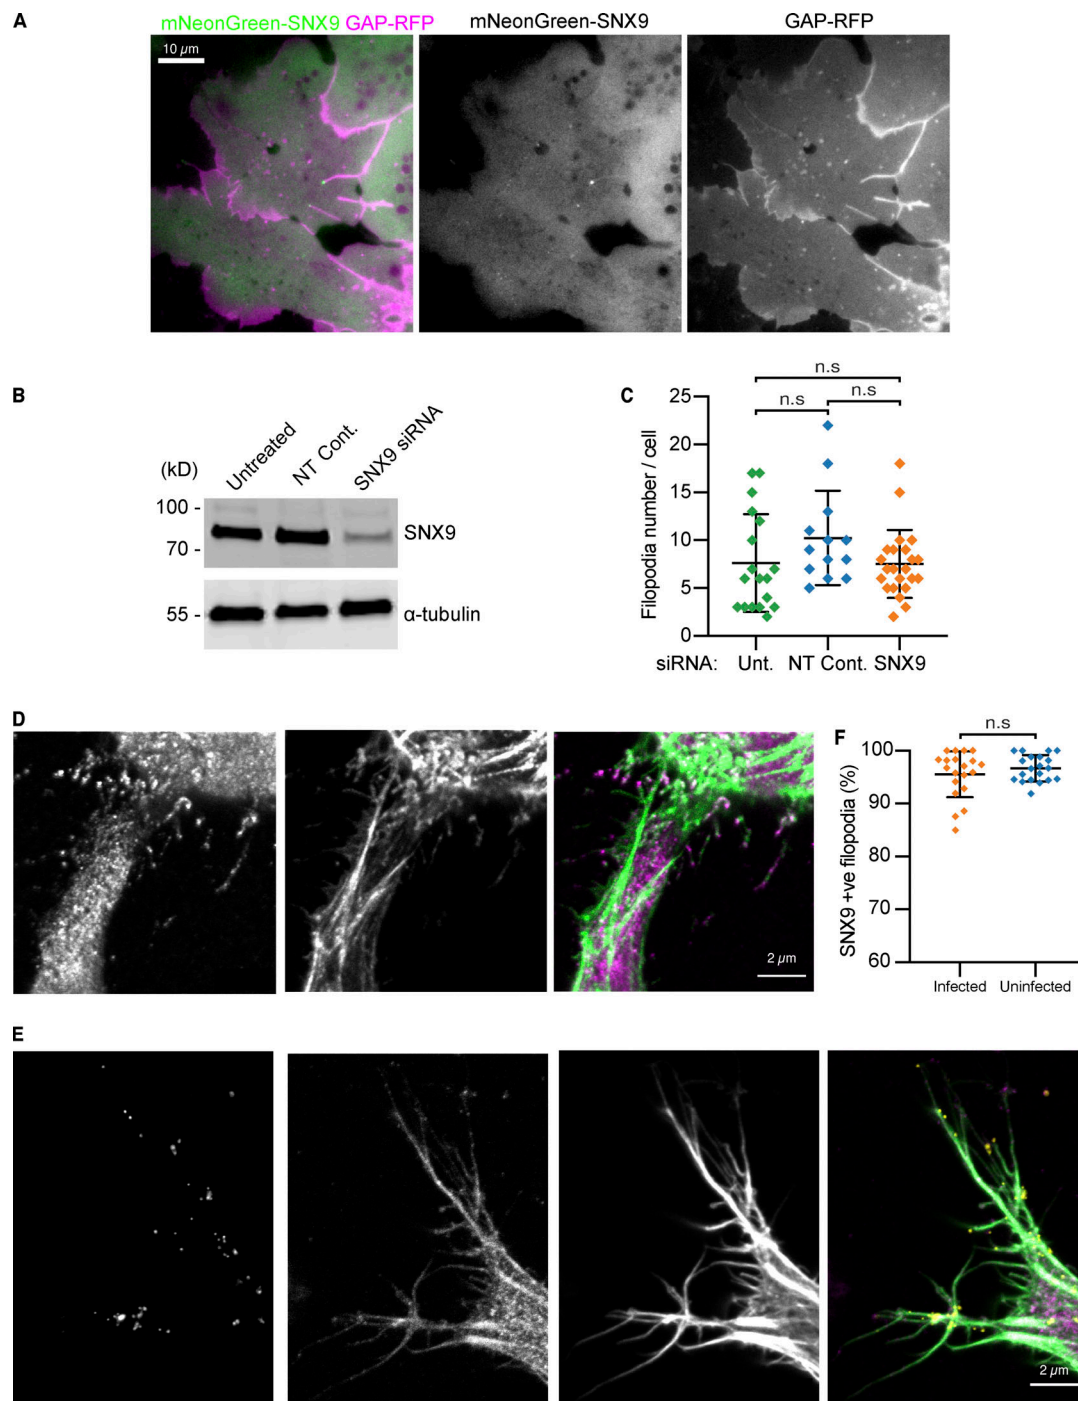 A
mNeonGreen-SNX9 GAP-RFP
mNeonGreen-SNX9
GAP-RFP
10 µm
B
(kD)
Untreated
NT Cont.
SNX9 siRNA
100 -
70 -
SNX9
55 -
α-tubulin
C
n.s
n.s
n.s
Filopodia number / cell
25
20
15
10
5
0
siRNA: Unt. NT Cont. SNX9
D
2 µm
F
n.s
SNX9 +ve filopodia (%)
100
90
80
70
60
Infected Uninfected
E
2 µm